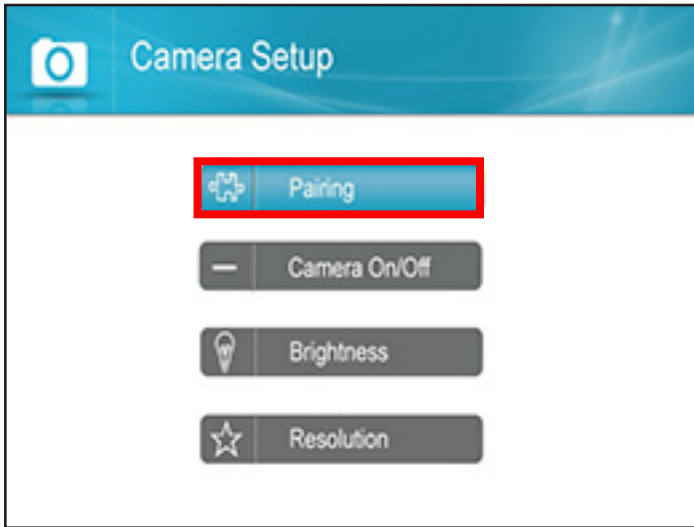 Camera Setup
Pairing
Camera On/Off
Brightness
Resolution